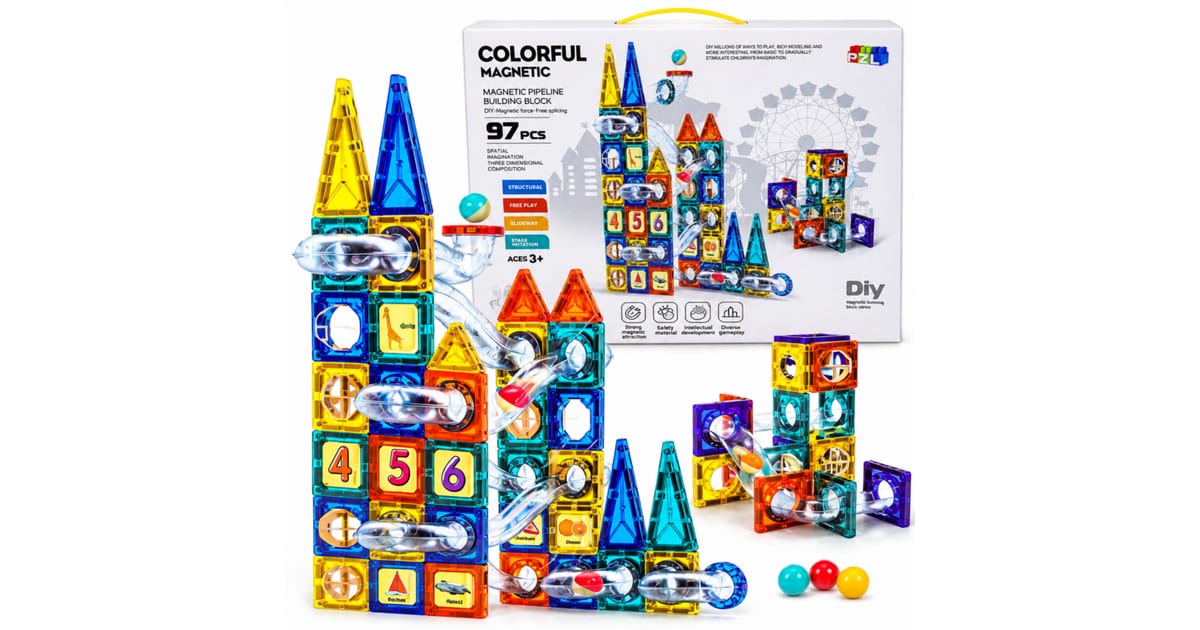 COLORFUL
MAGNETIC
MAGNETIC PIPELINE
BUILDING BLOCK
DIY-Magnetic force-Free splicing
97 PCS
SPATIAL
IMAGINATION
THREE DIMENSIONAL
COMPOSITION
STRUCTURAL
FREE PLAY
SLIDEWAY
STAGE
IMITATION
AGES 3+
DIY MILLIONS OF WAYS TO PLAY, RICH MODELING AND
MORE INTERESTING, FROM BASIC TO GRADUALLY
STIMULATE CHILDREN'S IMAGINATION
PZL
4 5 6
Diy
Strong
magnetic
attraction
Safety
material
Intellectual
development
Diverse
gameplay
4 5 6